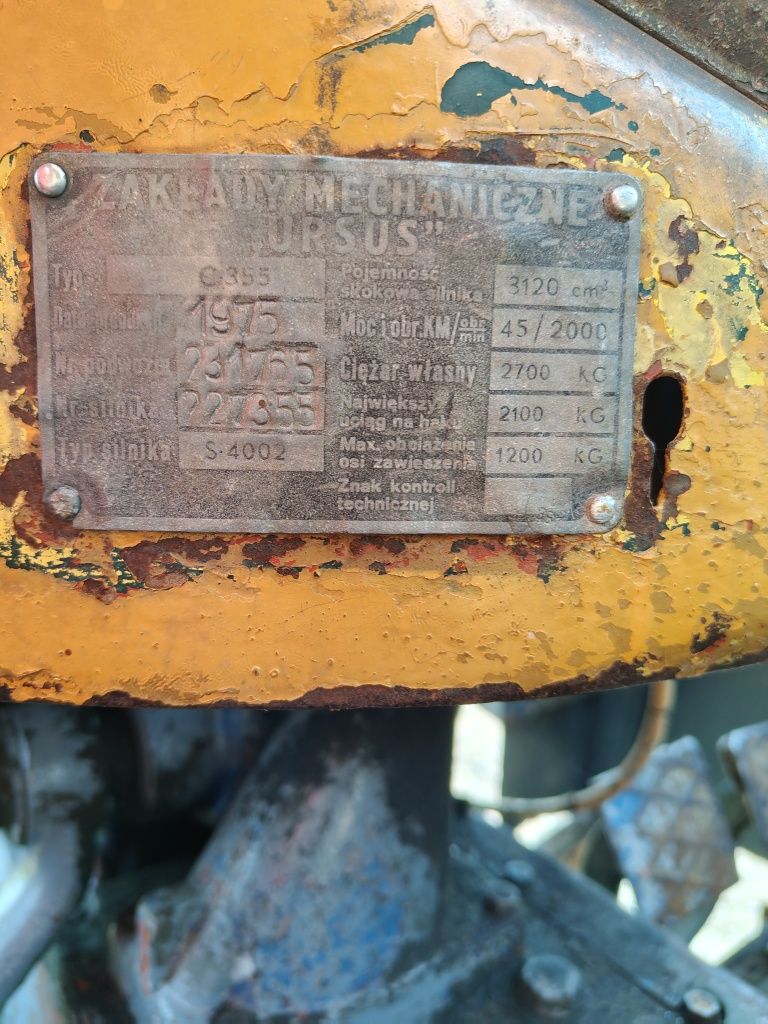 ZAKŁADY MECHANICZNE
„URSUS”
Typ C 355
Data produkcji 1975
Nr. podwozia 231765
Nr. silnika 227355
Typ silnika S-4002
Pojemność
skokowa silnika 3120 cm³
Moc i obr. KM/obr/min 45/2000
Ciężar własny 2700 KG
Największy
uciąg na haku 2100 KG
Max. obciążenie
osi zawieszenia 1200 KG
Znak kontroli
technicznej